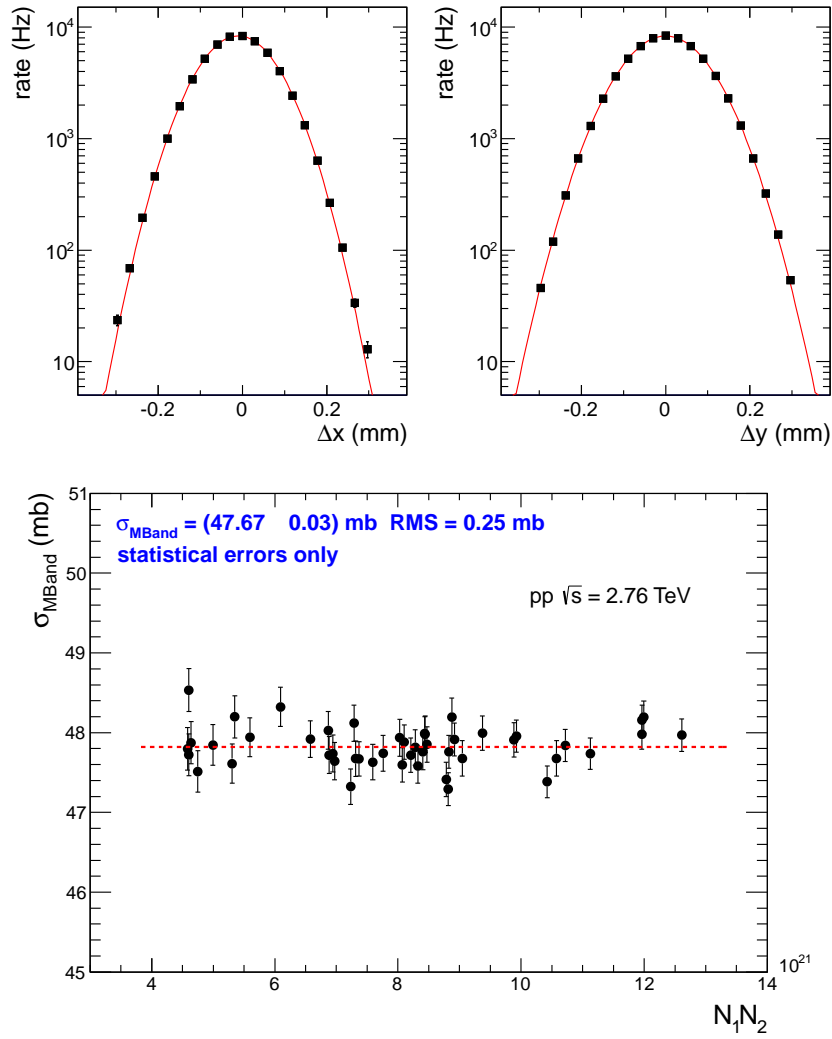 rate (Hz)
10⁴
10³
10²
10
-0.2 0 0.2
Δx (mm)
rate (Hz)
10⁴
10³
10²
10
-0.2 0 0.2
Δy (mm)
σ_MBand (mb)
51
50
49
48
47
46
45
σ_MBand = (47.67 0.03) mb RMS = 0.25 mb
statistical errors only
pp √s = 2.76 TeV
10²¹
4 6 8 10 12 14
N₁N₂